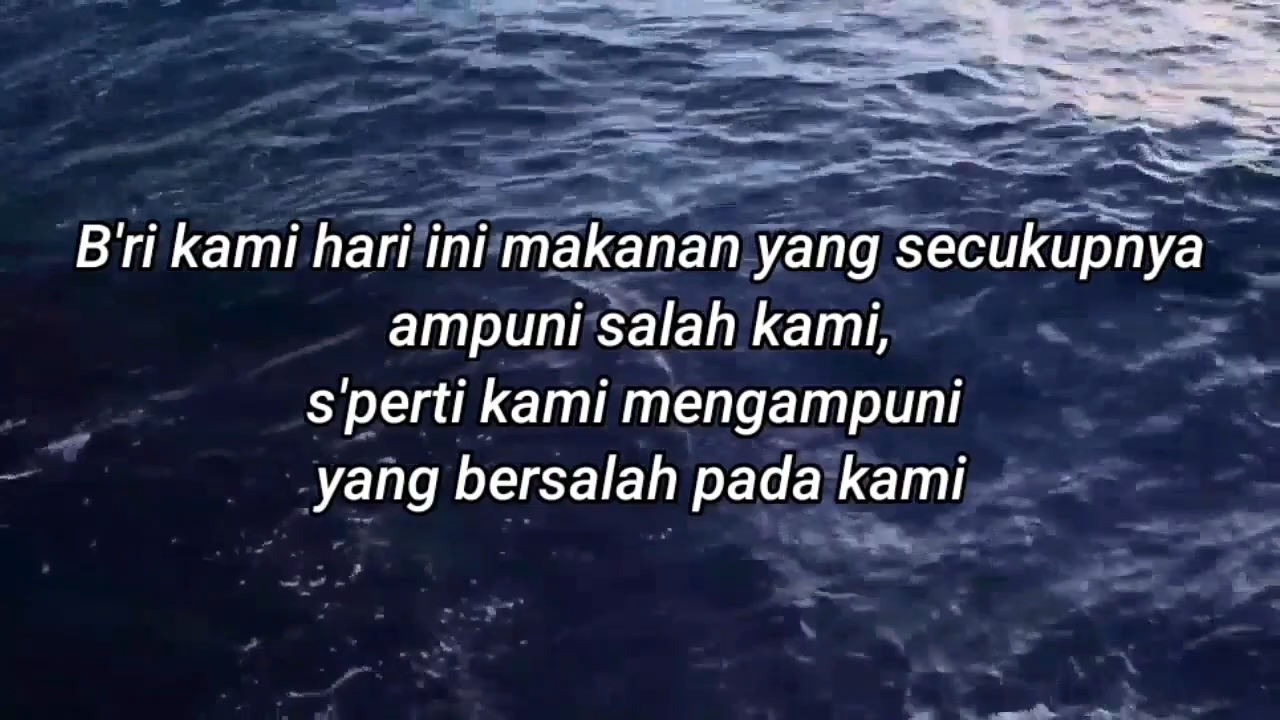 B'ri kami hari ini makanan yang secukupnya
ampuni salah kami,
s'perti kami mengampuni
yang bersalah pada kami